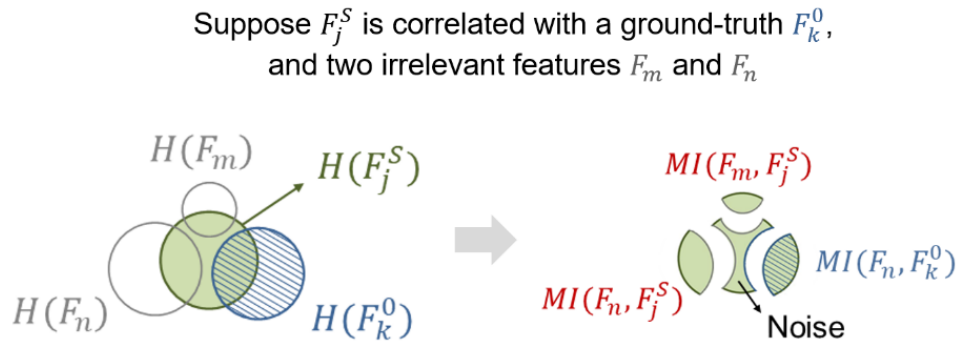 Suppose $F_j^S$ is correlated with a ground-truth $F_k^0$,
and two irrelevant features $F_m$ and $F_n$
$H(F_m)$
$H(F_j^S)$
$H(F_n)$
$H(F_k^0)$
$MI(F_m, F_j^S)$
$MI(F_n, F_k^0)$
$MI(F_n, F_j^S)$
Noise